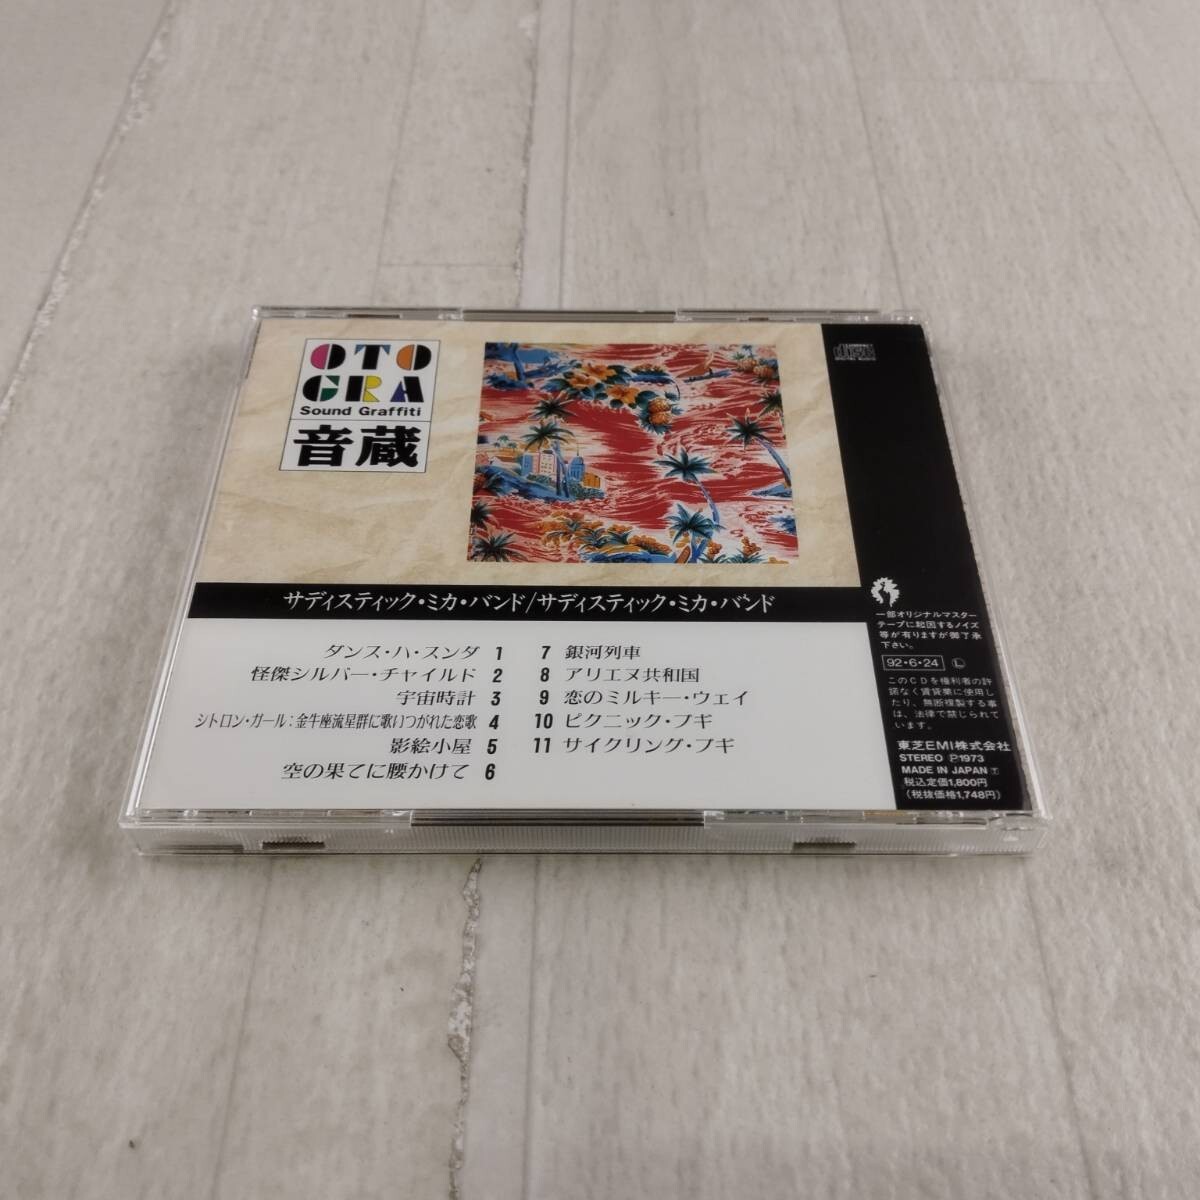 OTO
GRA
Sound Graffiti
音蔵
サディスティック・ミカ・バンド/サディスティック・ミカ・バンド
ダンス・ハ・スンダ 1
怪傑シルバー・チャイルド 2
宇宙時計 3
シトロン・ガール：金牛座流星群に歌いつがれた恋歌 4
影絵小屋 5
空の果てに腰かけて 6
7 銀河列車
8 アリエヌ共和国
9 恋のミルキー・ウェイ
10 ピクニック・ブギ
11 サイクリング・ブギ
disc
一部オリジナルマスター
テープに起因するノイズ
等が有りますが御了承
下さい。
92・6・24 Ⓛ
このCDを権利者の許
諾なく賃貸業に使用し
たり、無断複製する事
は、法律で禁じられて
います。
東芝EMI株式会社
STEREO Ⓟ1973
MADE IN JAPAN
税込定価1,800円
(税抜価格1,748円)